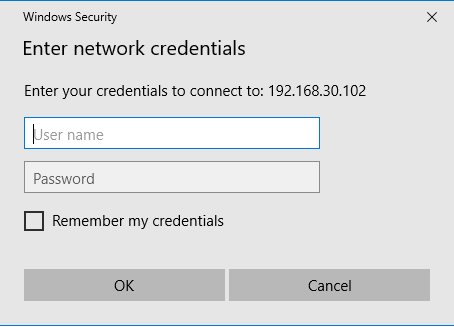 Windows Security
Enter network credentials
Enter your credentials to connect to: 192.168.30.102
User name
Password
Remember my credentials
OK
Cancel